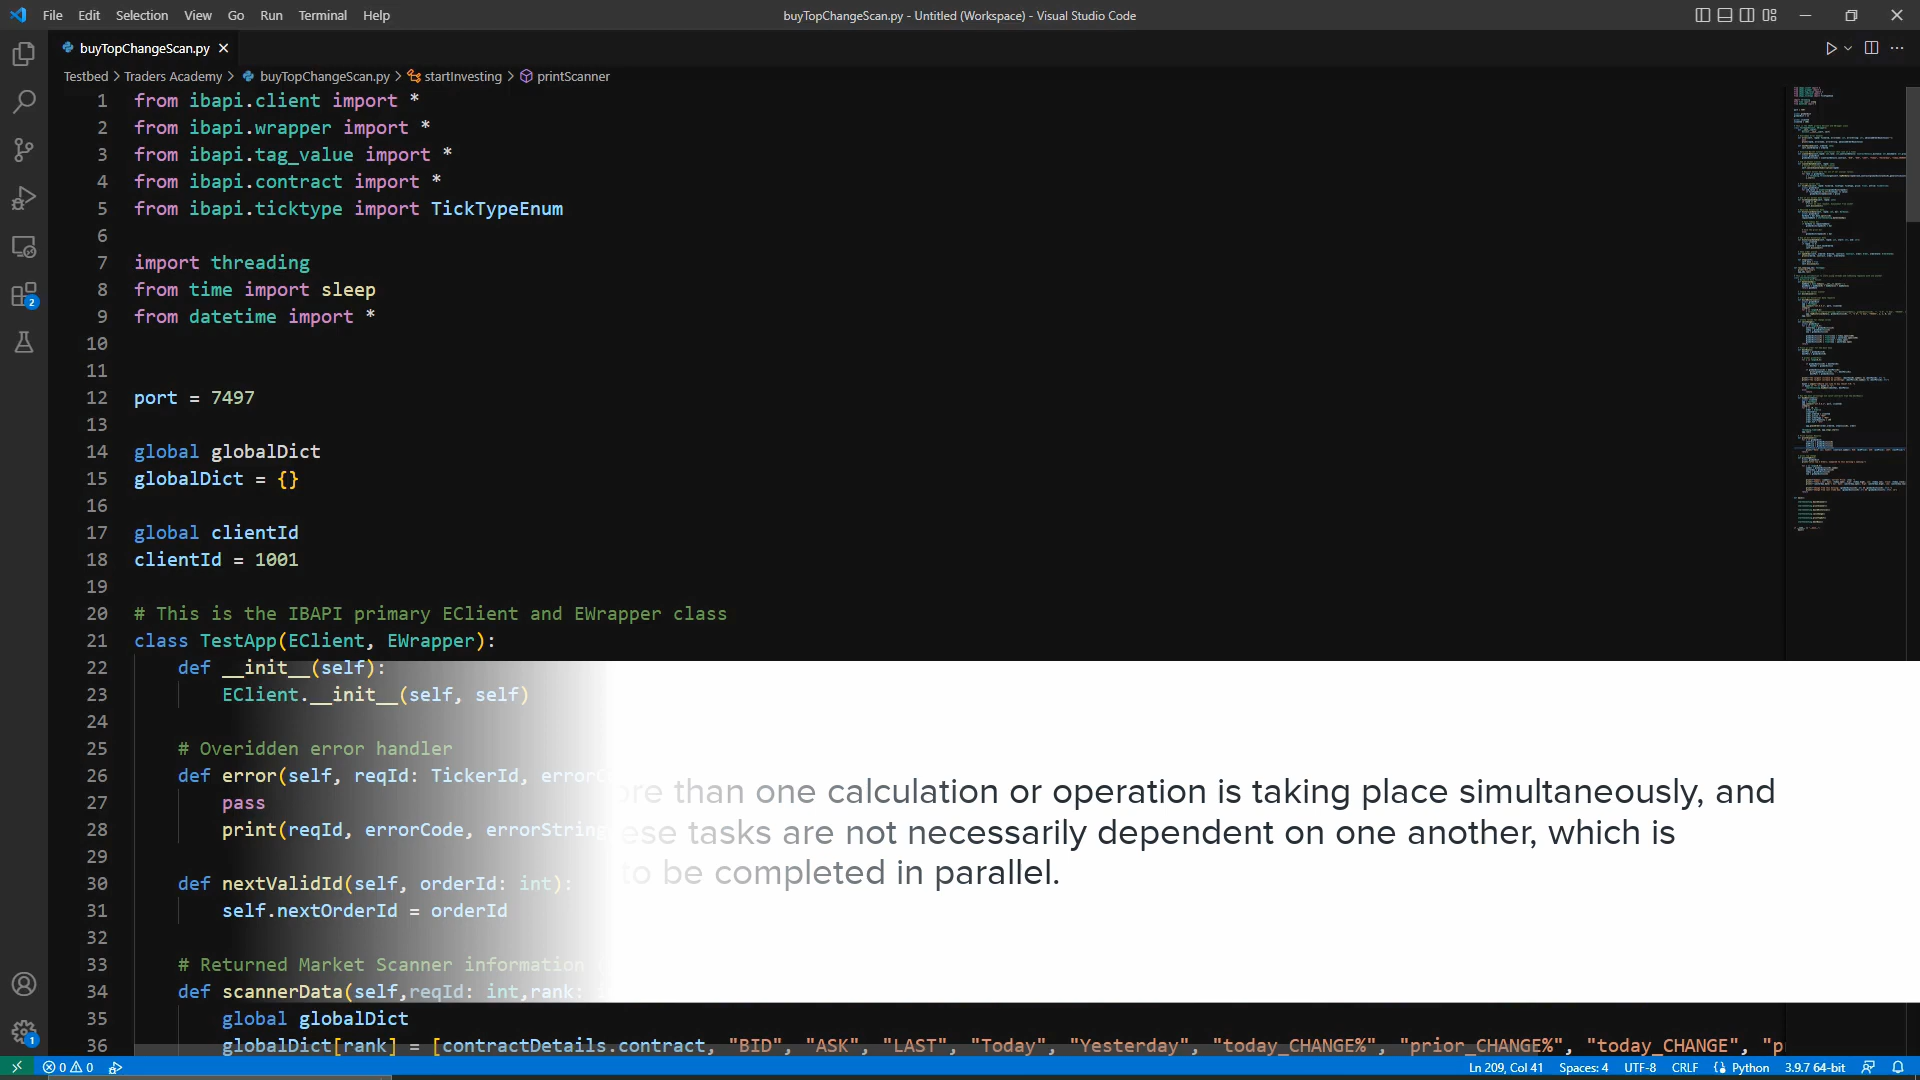 File Edit Selection View Go Run Terminal Help
buyTopChangeScan.py - Untitled (Workspace) - Visual Studio Code
buyTopChangeScan.py
Testbed > Traders Academy > buyTopChangeScan.py > startInvesting > printScanner
1 from ibapi.client import *
2 from ibapi.wrapper import *
3 from ibapi.tag_value import *
4 from ibapi.contract import *
5 from ibapi.ticktype import TickTypeEnum
6
7 import threading
8 from time import sleep
9 from datetime import *
10
11
12 port = 7497
13
14 global globalDict
15 globalDict = {}
16
17 global clientId
18 clientId = 1001
19
20 # This is the IBAPI primary EClient and EWrapper class
21 class TestApp(EClient, EWrapper):
22 def __init__(self):
23 EClient.__init__(self, self)
24
25 # Overidden error handler
26 def error(self, reqId: TickerId,
27 pass
28 print(reqId, errorCode, errorString
29
30 def nextValidId(self, orderId: int):
31 self.nextOrderId = orderId
32
33 # Returned Market Scanner information
34 def scannerData(self,reqId: int,rank:
35 global globalDict
36 globalDict[rank] = [contractDetails.contract, "BID", "ASK", "LAST", "Today", "Yesterday", "today_CHANGE%", "prior_CHANGE%", "today_CHANGE",
than one calculation or operation is taking place simultaneously, and
tasks are not necessarily dependent on one another, which is
to be completed in parallel.
2
1
0 0 Ln 209, Col 41 Spaces: 4 UTF-8 CRLF Python 3.9.7 64-bit